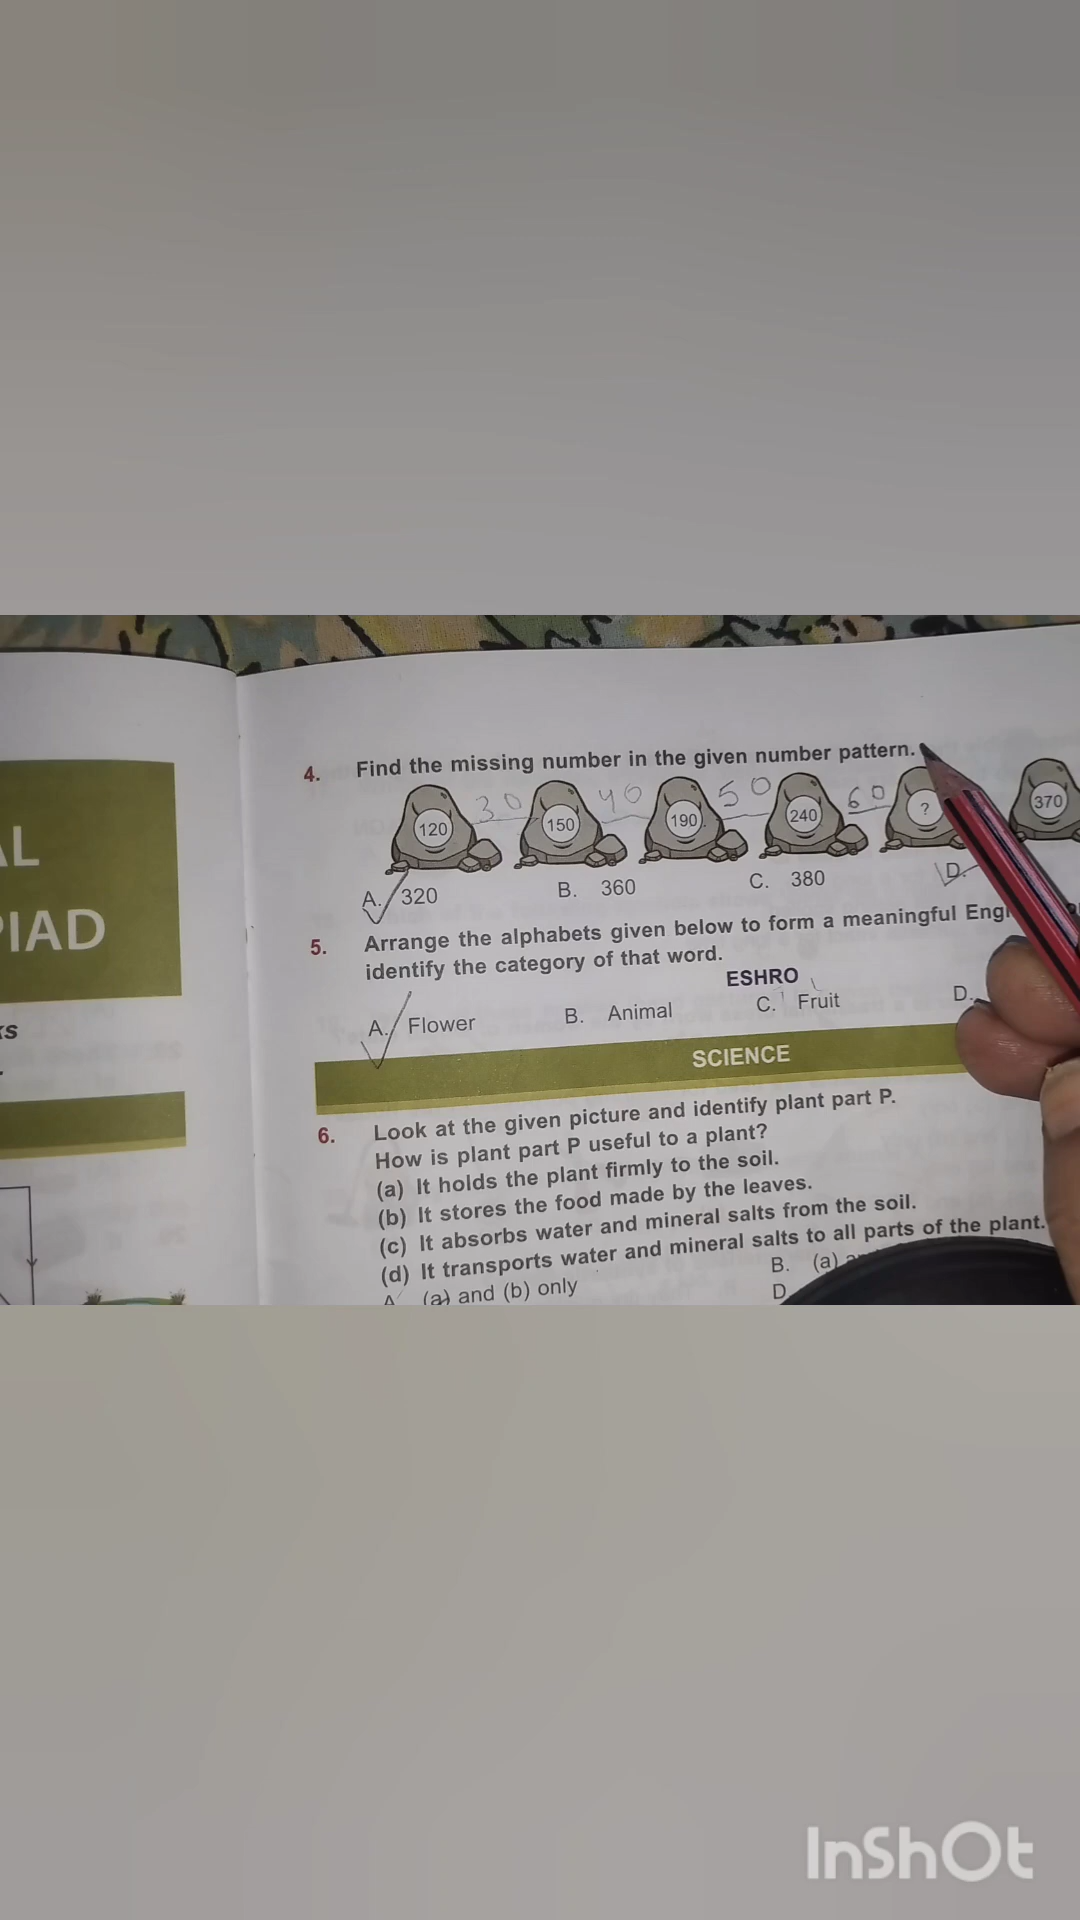 AL
PIAD
KS
4. Find the missing number in the given number pattern.
120 30 150 40 190 50 240 60 ? 370
A. 320 B. 360 C. 380 D.
5. Arrange the alphabets given below to form a meaningful Engl
identify the category of that word.
ESHRO
A. Flower B. Animal C. Fruit D.
SCIENCE
6. Look at the given picture and identify plant part P.
How is plant part P useful to a plant?
(a) It holds the plant firmly to the soil.
(b) It stores the food made by the leaves.
(c) It absorbs water and mineral salts from the soil.
(d) It transports water and mineral salts to all parts of the plant.
A (a) and (b) only B. (a)
D
InShOt